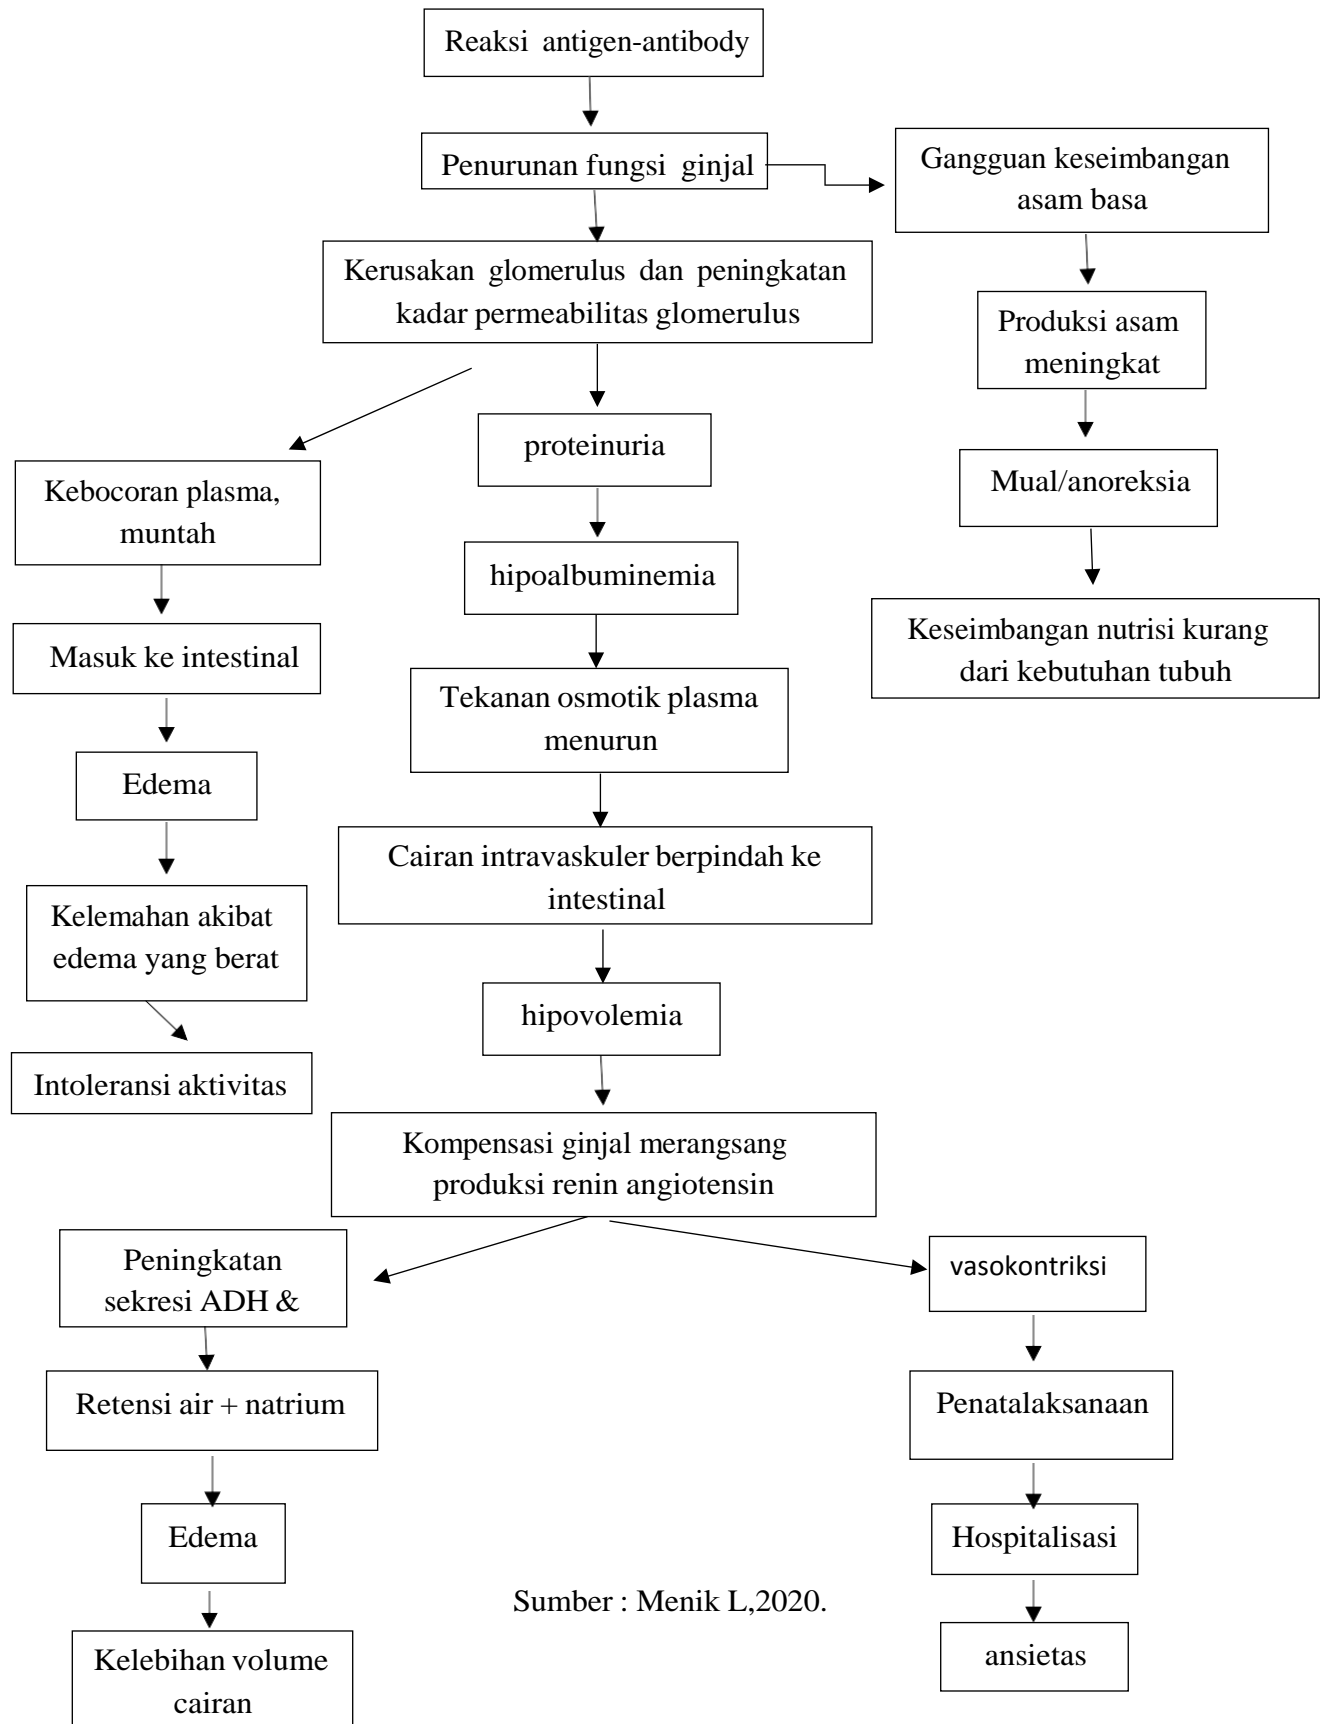 Reaksi antigen-antibody
Penurunan fungsi ginjal
Gangguan keseimbangan
asam basa
Kerusakan glomerulus dan peningkatan
kadar permeabilitas glomerulus
Produksi asam
meningkat
proteinuria
Kebocoran plasma,
muntah
Mual/anoreksia
hipoalbuminemia
Masuk ke intestinal
Keseimbangan nutrisi kurang
dari kebutuhan tubuh
Tekanan osmotik plasma
menurun
Edema
Cairan intravaskuler berpindah ke
intestinal
Kelemahan akibat
edema yang berat
hipovolemia
Intoleransi aktivitas
Kompensasi ginjal merangsang
produksi renin angiotensin
Peningkatan
sekresi ADH &
vasokontriksi
Retensi air + natrium
Penatalaksanaan
Edema
Hospitalisasi
Sumber : Menik L,2020.
Kelebihan volume
cairan
ansietas